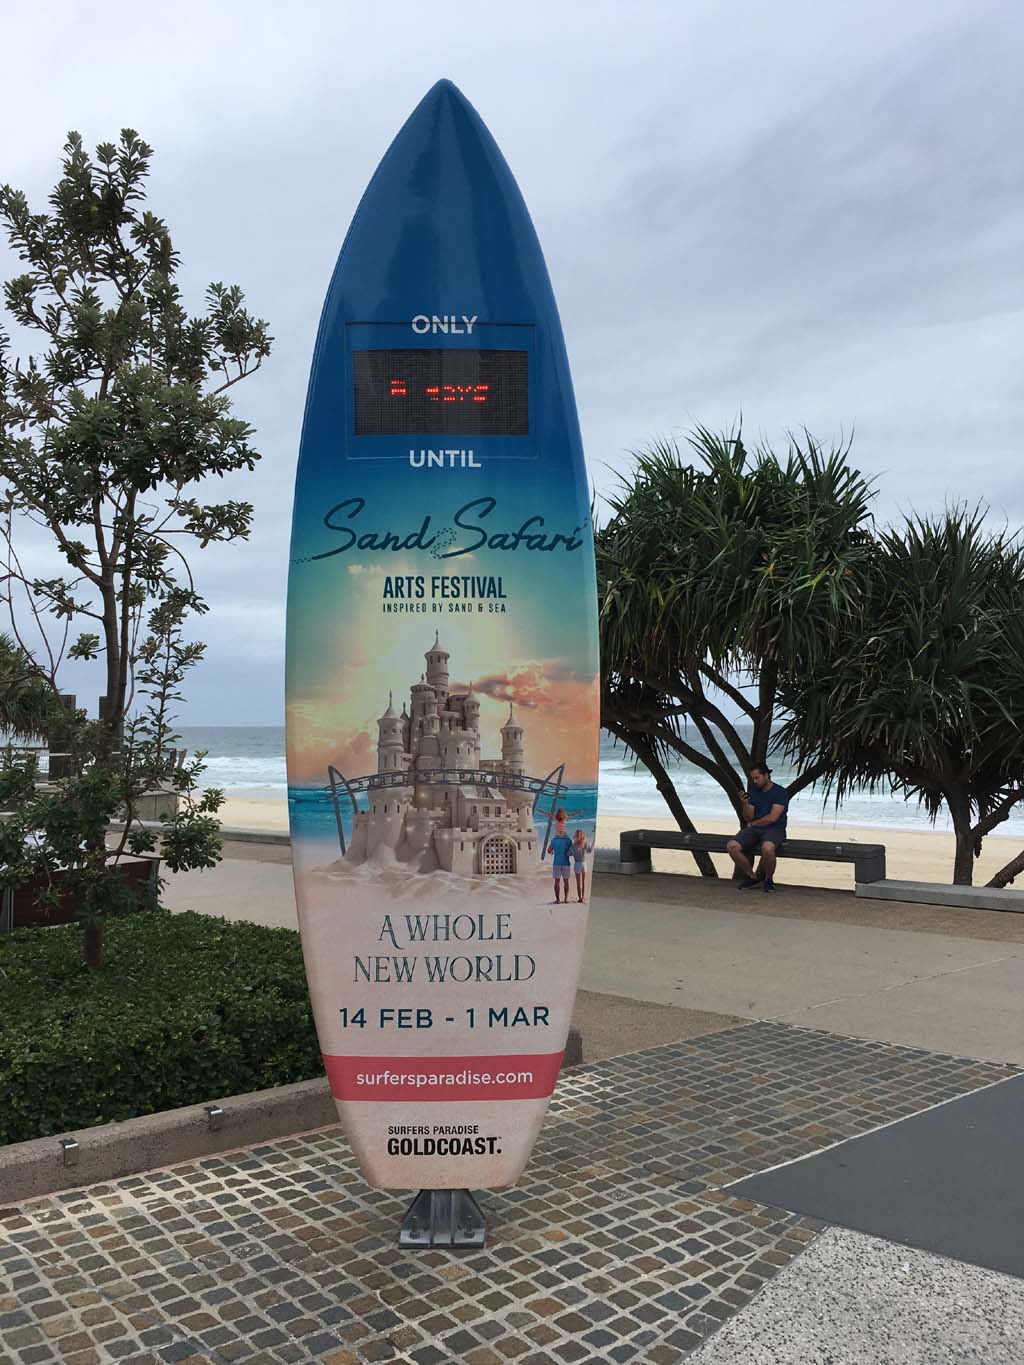 ONLY
UNTIL
Sand Safari
ARTS FESTIVAL
INSPIRED BY SAND & SEA
A WHOLE
NEW WORLD
14 FEB - 1 MAR
surfersparadise.com
SURFERS PARADISE
GOLDCOAST.